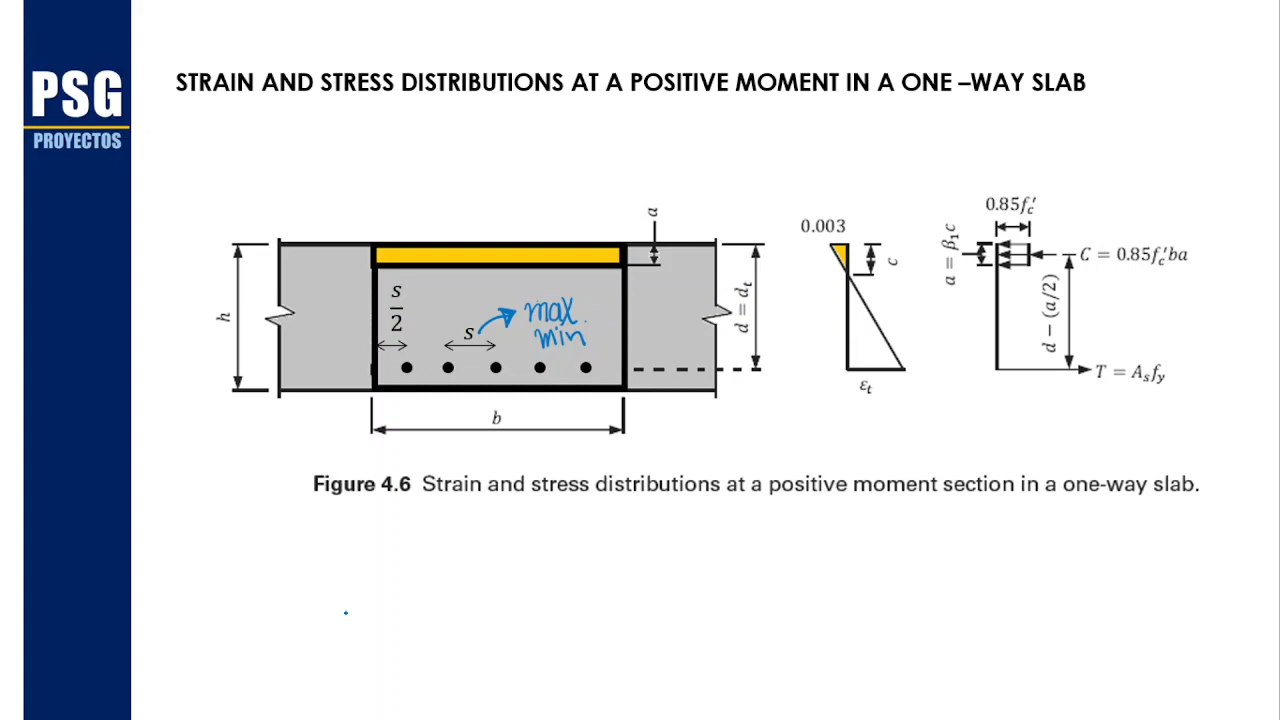 PSG
PROYECTOS
STRAIN AND STRESS DISTRIBUTIONS AT A POSITIVE MOMENT IN A ONE –WAY SLAB
h
s
2
s
max.
min
a
d = dₜ
b
0.003
c
εₜ
0.85f′c
a = β₁c
C = 0.85f′c ba
d − (a/2)
T = Aₛfᵧ
Figure 4.6 Strain and stress distributions at a positive moment section in a one-way slab.